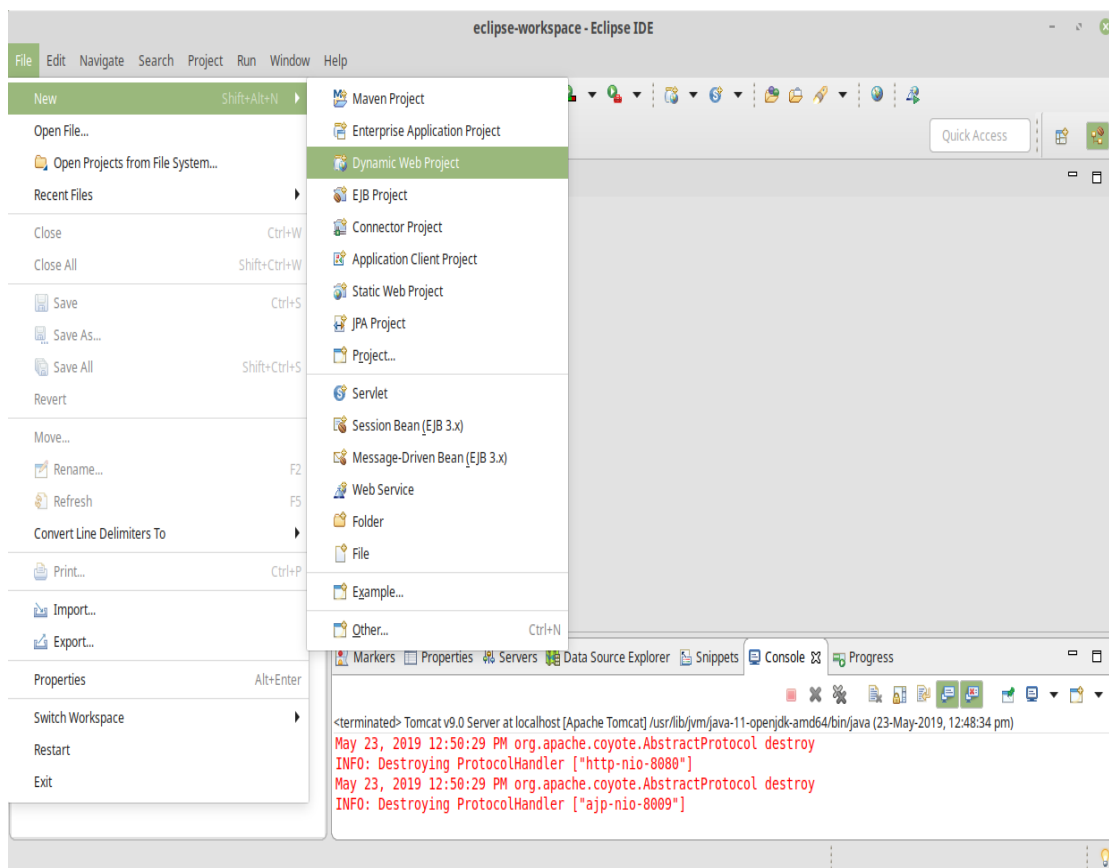 eclipse-workspace - Eclipse IDE
File Edit Navigate Search Project Run Window Help
New Shift+Alt+N
Open File...
Open Projects from File System...
Recent Files
Close Ctrl+W
Close All Shift+Ctrl+W
Save Ctrl+S
Save As...
Save All Shift+Ctrl+S
Revert
Move...
Rename... F2
Refresh F5
Convert Line Delimiters To
Print... Ctrl+P
Import...
Export...
Properties Alt+Enter
Switch Workspace
Restart
Exit
Maven Project
Enterprise Application Project
Dynamic Web Project
EJB Project
Connector Project
Application Client Project
Static Web Project
JPA Project
Project...
Servlet
Session Bean (EJB 3.x)
Message-Driven Bean (EJB 3.x)
Web Service
Folder
File
Example...
Other... Ctrl+N
Quick Access
Markers Properties Servers Data Source Explorer Snippets Console Progress
<terminated> Tomcat v9.0 Server at localhost [Apache Tomcat] /usr/lib/jvm/java-11-openjdk-amd64/bin/java (23-May-2019, 12:48:34 pm)
May 23, 2019 12:50:29 PM org.apache.coyote.AbstractProtocol destroy
INFO: Destroying ProtocolHandler ["http-nio-8080"]
May 23, 2019 12:50:29 PM org.apache.coyote.AbstractProtocol destroy
INFO: Destroying ProtocolHandler ["ajp-nio-8009"]